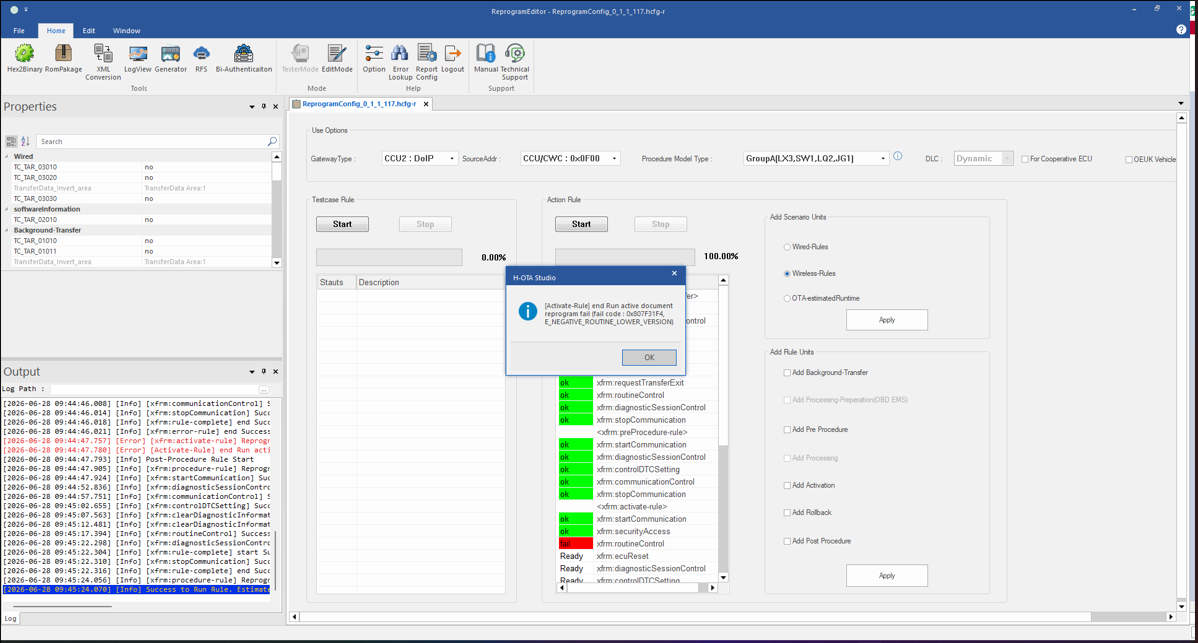 ReprogramEditor - ReprogramConfig_0_1_1_117.hcfg-r
File Home Edit Window
Hex2Binary RomPakage XML Conversion LogView Generator RFS Bi-Authenticaiton
Tools
TesterMode EditMode
Mode
Option Error Lookup Report Config Logout
Help
Manual Technical Support
Support
Properties
Search
Wired
TC_TAR_03010 no
TC_TAR_03020 no
TransferData_Invert_area TransferData Area:1
TC_TAR_03030 no
softwareInformation
TC_TAR_02010 no
Background-Transfer
TC_TAR_01010 no
TC_TAR_01011 no
TransferData_Invert_area TransferData Area:1
Output
Log Path :
...
[2026-06-28 09:44:46.008] [Info] [xfrm:communicationControl] S
[2026-06-28 09:44:46.014] [Info] [xfrm:stopCommunication] Succ
[2026-06-28 09:44:46.018] [Info] [xfrm:rule-complete] end Succ
[2026-06-28 09:44:46.021] [Info] [xfrm:error-rule] end Success
[2026-06-28 09:44:47.757] [Error] [xfrm:activate-rule] Reprogr
[2026-06-28 09:44:47.780] [Error] [Activate-Rule] end Run acti
[2026-06-28 09:44:47.793] [Info] Post-Procedure Rule Start
[2026-06-28 09:44:47.905] [Info] [xfrm:procedure-rule] Reprogr
[2026-06-28 09:44:47.924] [Info] [xfrm:startCommunication] Suc
[2026-06-28 09:44:52.836] [Info] [xfrm:diagnosticSessionContro
[2026-06-28 09:44:57.751] [Info] [xfrm:communicationControl] S
[2026-06-28 09:45:02.655] [Info] [xfrm:controlDTCSetting] Succ
[2026-06-28 09:45:07.563] [Info] [xfrm:clearDiagnosticInformat
[2026-06-28 09:45:12.481] [Info] [xfrm:clearDiagnosticInformat
[2026-06-28 09:45:17.394] [Info] [xfrm:routineControl] Success
[2026-06-28 09:45:22.298] [Info] [xfrm:diagnosticSessionContro
[2026-06-28 09:45:22.304] [Info] [xfrm:rule-complete] start Su
[2026-06-28 09:45:22.310] [Info] [xfrm:stopCommunication] Succ
[2026-06-28 09:45:22.316] [Info] [xfrm:rule-complete] end Succ
[2026-06-28 09:45:24.056] [Info] [xfrm:procedure-rule] Reprogr
[2026-06-28 09:45:24.070] [Info] Success to Run Rule. Estimate
Log
ReprogramConfig_0_1_1_117.hcfg-r
Use Options
GatewayType : CCU2 : DoIP SourceAddr : CCU/CWC : 0x0F00 Procedure Model Type : GroupA[LX3,SW1,LQ2,JG1] DLC : Dynamic For Cooperative ECU OEUK Vehicle
Testcase Rule
Start Stop
0.00%
Stauts Description
Action Rule
Start Stop
100.00%
fer>
ontrol
ok xfrm:requestTransferExit
ok xfrm:routineControl
ok xfrm:diagnosticSessionControl
ok xfrm:stopCommunication
<xfrm:preProcedure-rule>
ok xfrm:startCommunication
ok xfrm:diagnosticSessionControl
ok xfrm:controlDTCSetting
ok xfrm:communicationControl
ok xfrm:stopCommunication
<xfrm:activate-rule>
ok xfrm:startCommunication
ok xfrm:securityAccess
fail xfrm:routineControl
Ready xfrm:ecuReset
Ready xfrm:diagnosticSessionControl
Ready xfrm:controlDTCSetting
H-OTA Studio
[Activate-Rule] end Run active document
reprogram fail (fail code : 0x807F31F4,
E_NEGATIVE_ROUTINE_LOWER_VERSION)
OK
Add Scenario Units
Wired-Rules
Wireless-Rules
OTA-estimatedRuntime
Apply
Add Rule Units
Add Background-Transfer
Add Processing-Preperation(OBD EMS)
Add Pre Procedure
Add Processing
Add Activation
Add Rollback
Add Post Procedure
Apply